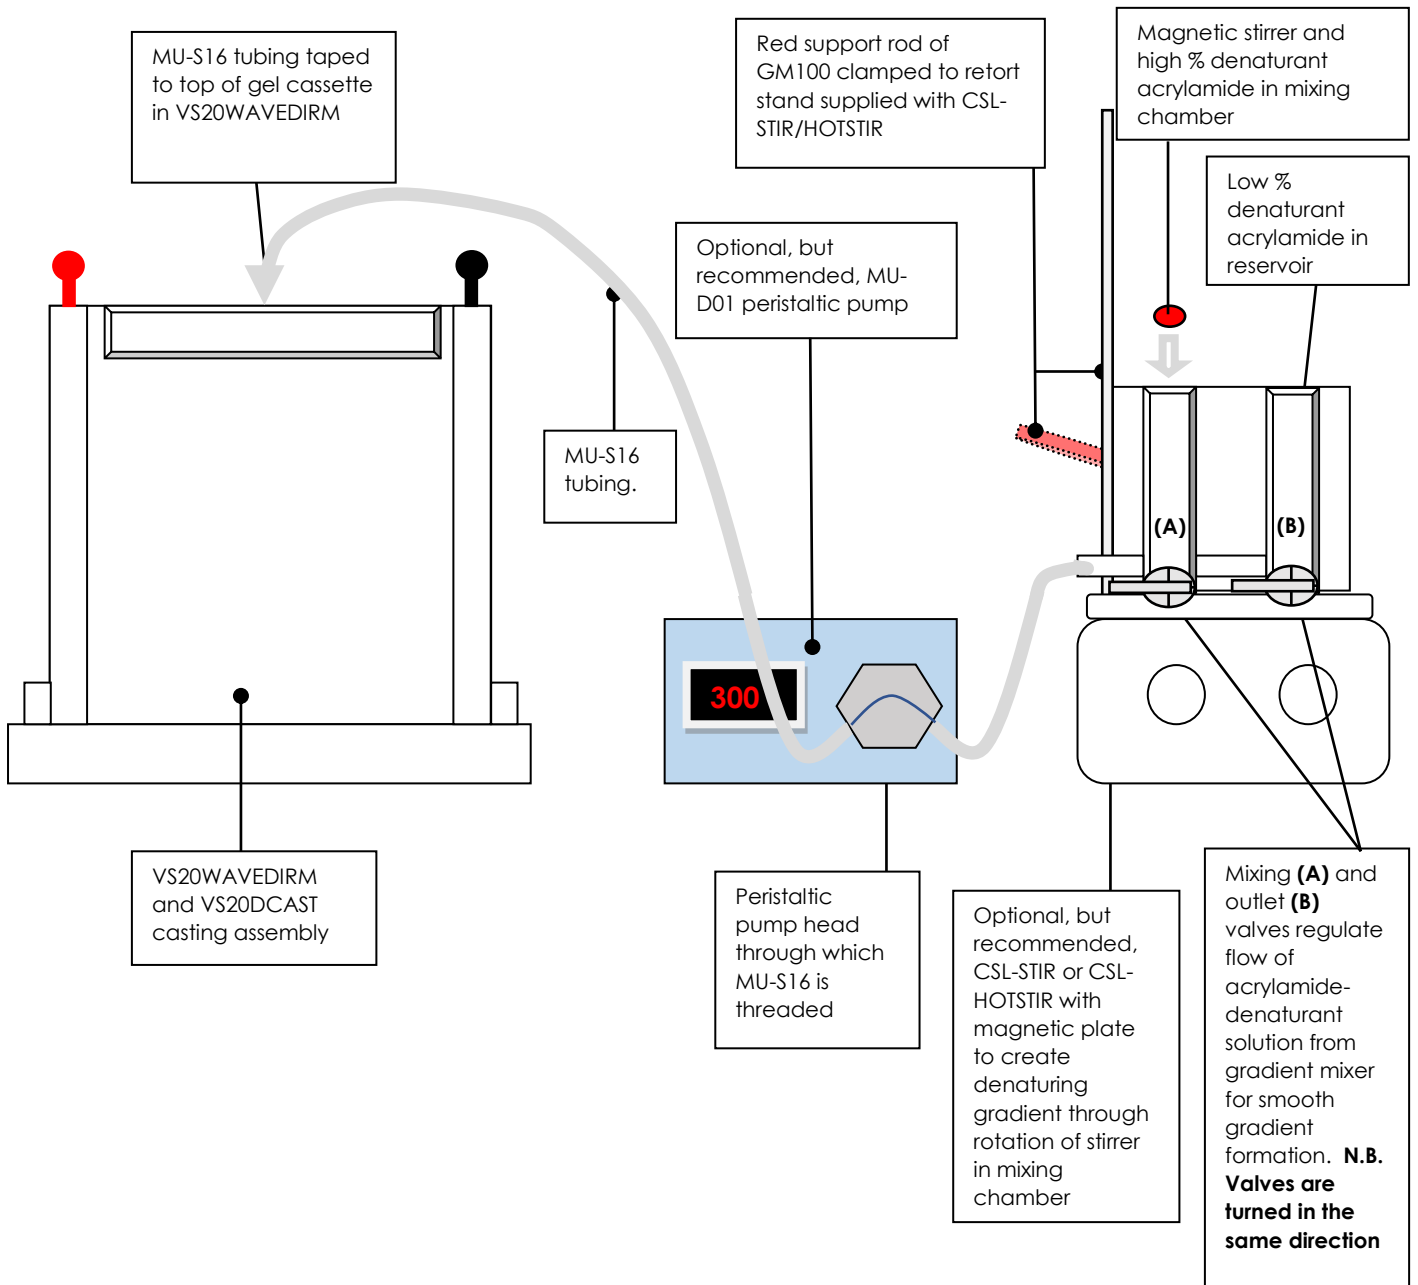 MU-S16 tubing taped
to top of gel cassette
in VS20WAVEDIRM
Red support rod of
GM100 clamped to retort
stand supplied with CSL-
STIR/HOTSTIR
Magnetic stirrer and
high % denaturant
acrylamide in mixing
chamber
Low %
denaturant
acrylamide in
reservoir
Optional, but
recommended, MU-
D01 peristaltic pump
MU-S16
tubing.
(A)
(B)
300
VS20WAVEDIRM
and VS20DCAST
casting assembly
Peristaltic
pump head
through which
MU-S16 is
threaded
Optional, but
recommended,
CSL-STIR or CSL-
HOTSTIR with
magnetic plate
to create
denaturing
gradient through
rotation of stirrer
in mixing
chamber
Mixing (A) and
outlet (B)
valves regulate
flow of
acrylamide-
denaturant
solution from
gradient mixer
for smooth
gradient
formation.  N.B.
Valves are
turned in the
same direction